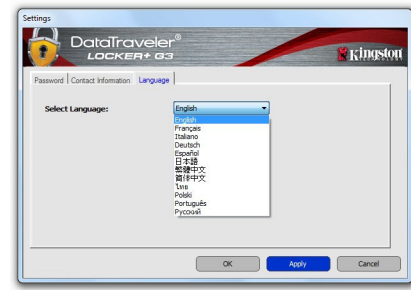 Settings
DataTraveler®
LOCKER+ G3
Kingston
Password
Contact Information
Language
Select Language:
English
English
Français
Italiano
Deutsch
Español
日本語
繁體中文
简体中文
ไทย
Polski
Português
Русский
OK
Apply
Cancel